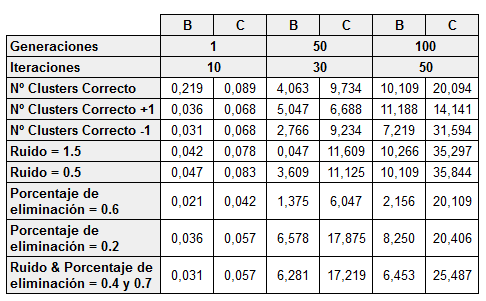 B C B C B C
Generaciones 1 50 100
Iteraciones 10 30 50
Nº Clusters Correcto 0,219 0,089 4,063 9,734 10,109 20,094
Nº Clusters Correcto +1 0,036 0,068 5,047 6,688 11,188 14,141
Nº Clusters Correcto -1 0,031 0,068 2,766 9,234 7,219 31,594
Ruido = 1.5 0,042 0,078 0,047 11,609 10,266 35,297
Ruido = 0.5 0,047 0,083 3,609 11,125 10,109 35,844
Porcentaje de
eliminación = 0.6 0,021 0,042 1,375 6,047 2,156 20,109
Porcentaje de
eliminación = 0.2 0,036 0,057 6,578 17,875 8,250 20,406
Ruido & Porcentaje de
eliminación = 0.4 y 0.7 0,031 0,057 6,281 17,219 6,453 25,487